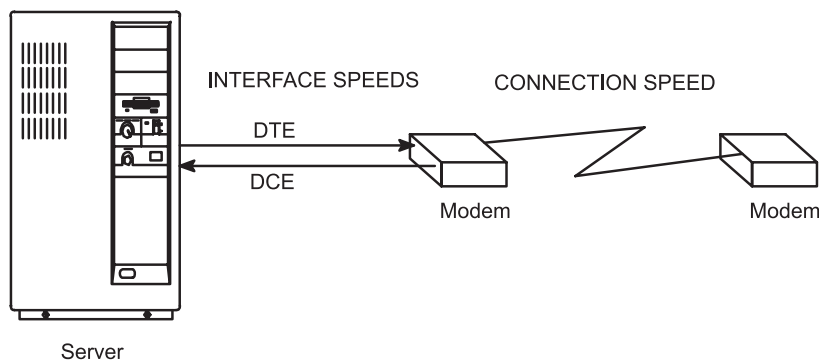 INTERFACE SPEEDS
CONNECTION SPEED
DTE
DCE
Modem
Modem
Server